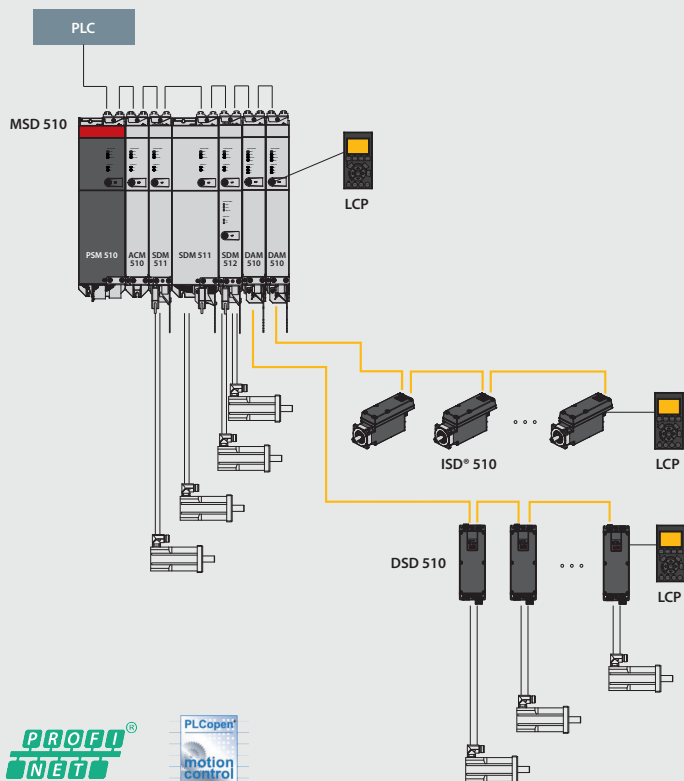 PLC
MSD 510
LCP
PSM 510
ACM
510
SDM
511
SDM 511
SDM
512
DAM
510
DAM
510
ISD® 510
LCP
DSD 510
LCP
PROFI
NET®
PLCopen®
motion
control